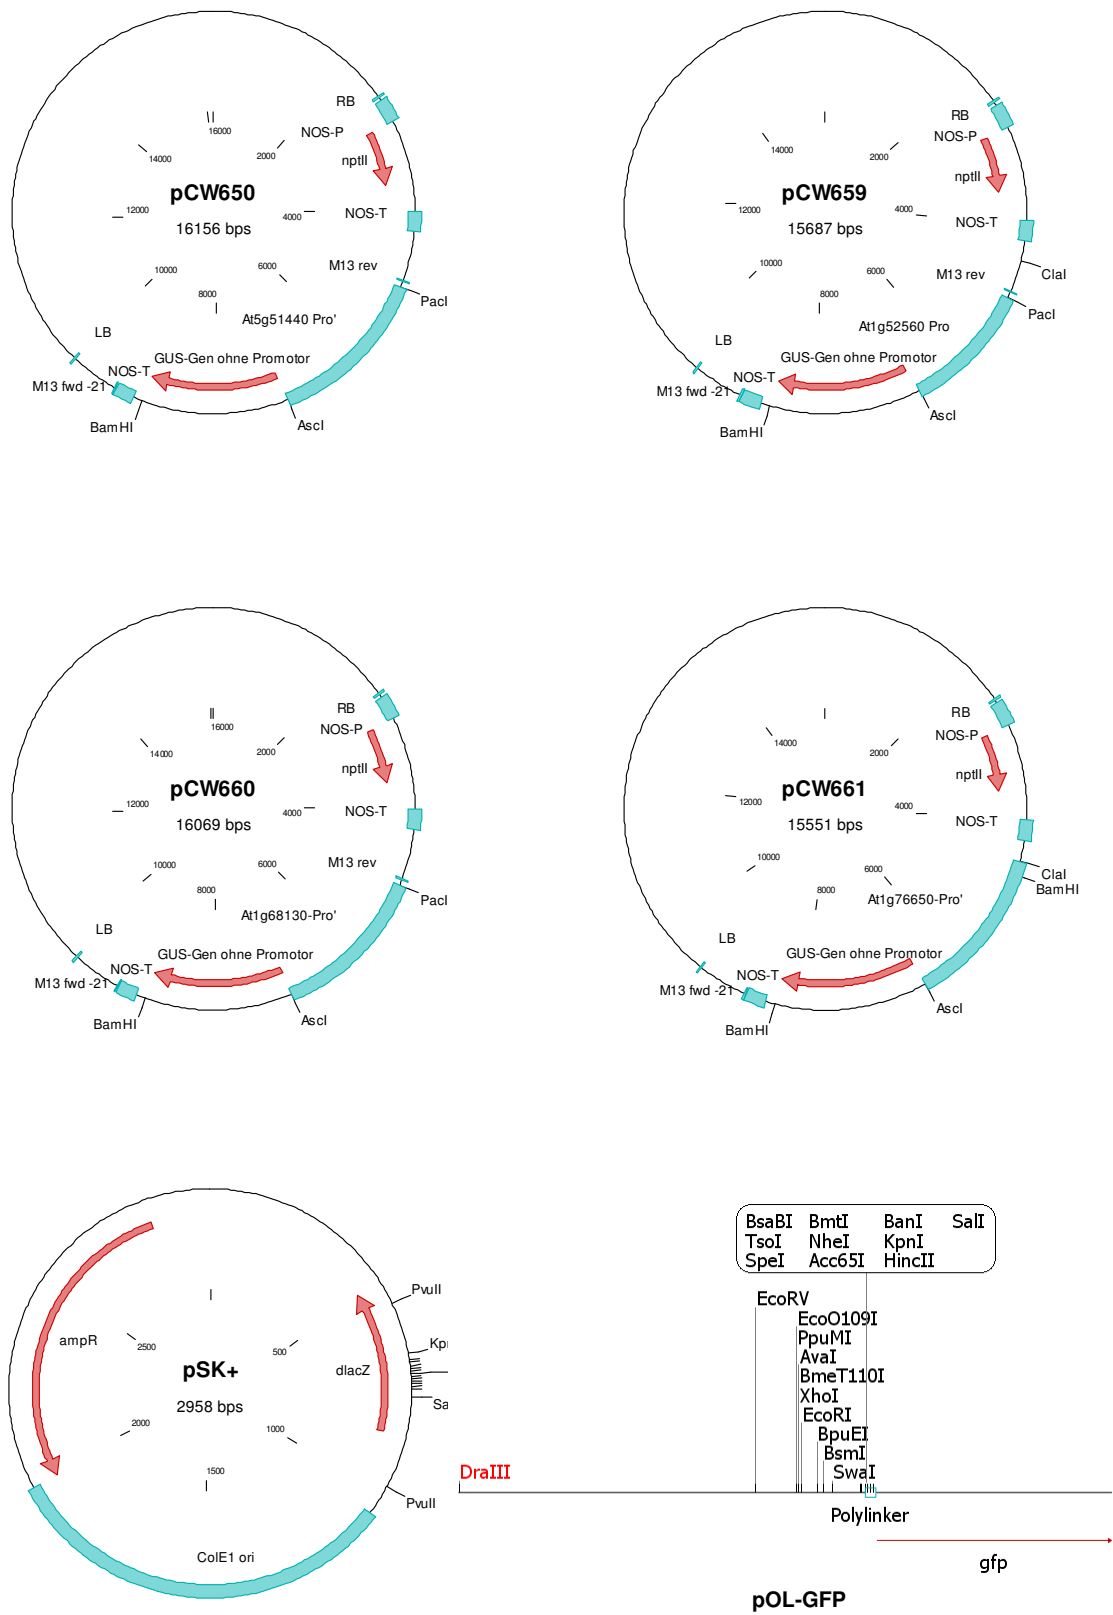 RB
16000
NOS-P
2000
14000
nptII
pCW650
12000
4000
NOS-T
16156 bps
M13 rev
10000
6000
8000
PacI
At5g51440 Pro'
LB
GUS-Gen ohne Promotor
NOS-T
M13 fwd -21
BamHI
AscI
RB
NOS-P
14000
2000
nptII
pCW659
12000
4000
NOS-T
15687 bps
M13 rev
ClaI
10000
6000
8000
PacI
At1g52560 Pro
LB
GUS-Gen ohne Promotor
NOS-T
M13 fwd -21
AscI
BamHI
RB
16000
NOS-P
2000
14000
nptII
pCW660
12000
4000
NOS-T
16069 bps
M13 rev
10000
6000
8000
PacI
At1g68130-Pro'
LB
GUS-Gen ohne Promotor
NOS-T
M13 fwd -21
AscI
BamHI
RB
NOS-P
14000
2000
nptII
pCW661
12000
4000
NOS-T
15551 bps
10000
6000
ClaI
BamHI
8000
At1g76650-Pro'
LB
GUS-Gen ohne Promotor
NOS-T
M13 fwd -21
AscI
BamHI
PvuII
ampR
2500
500
Kp
pSK+
dlacZ
2958 bps
Sa
2000
1000
1500
PvuII
ColE1 ori
BsaBI BmtI BanI SalI
TsoI NheI KpnI
SpeI Acc65I HincII
EcoRV
EcoO109I
PpuMI
AvaI
BmeT110I
XhoI
EcoRI
BpuEI
BsmI
DraIII
SwaI
Polylinker
gfp
pOL-GFP